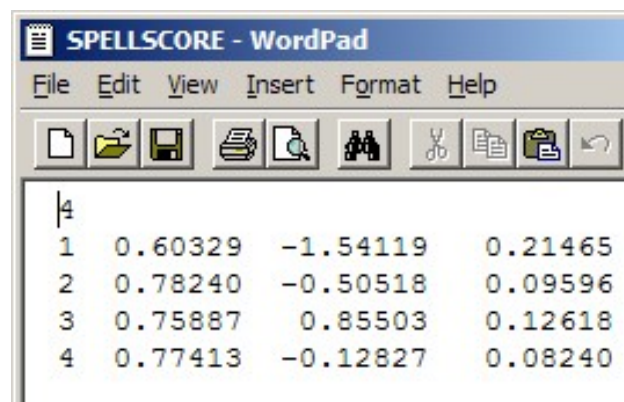 SPELLSCORE - WordPad
File Edit View Insert Format Help
4
1 0.60329 -1.54119 0.21465
2 0.78240 -0.50518 0.09596
3 0.75887 0.85503 0.12618
4 0.77413 -0.12827 0.08240